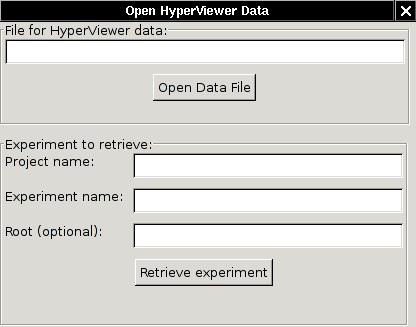 Open HyperViewer Data
File for HyperViewer data:
Open Data File
Experiment to retrieve:
Project name:
Experiment name:
Root (optional):
Retrieve experiment